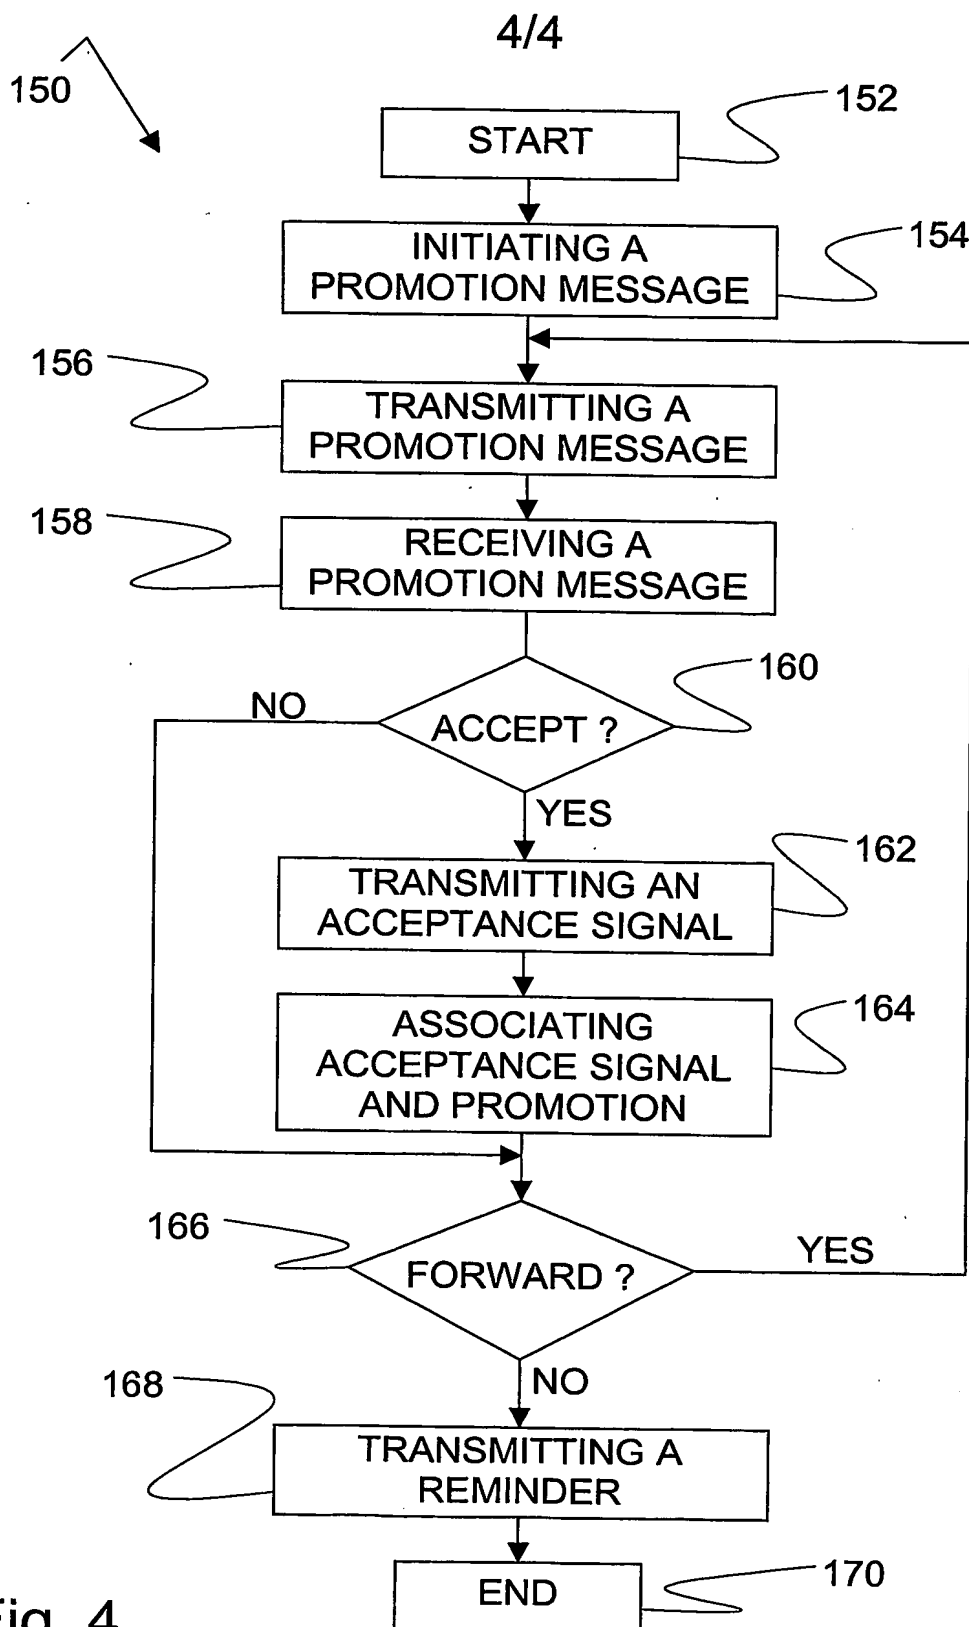 4/4
150
152
START
154
INITIATING A
PROMOTION MESSAGE
156
TRANSMITTING A
PROMOTION MESSAGE
158
RECEIVING A
PROMOTION MESSAGE
160
NO
ACCEPT ?
YES
162
TRANSMITTING AN
ACCEPTANCE SIGNAL
164
ASSOCIATING
ACCEPTANCE SIGNAL
AND PROMOTION
166
YES
FORWARD ?
168
NO
TRANSMITTING A
REMINDER
170
END
Fig. 4